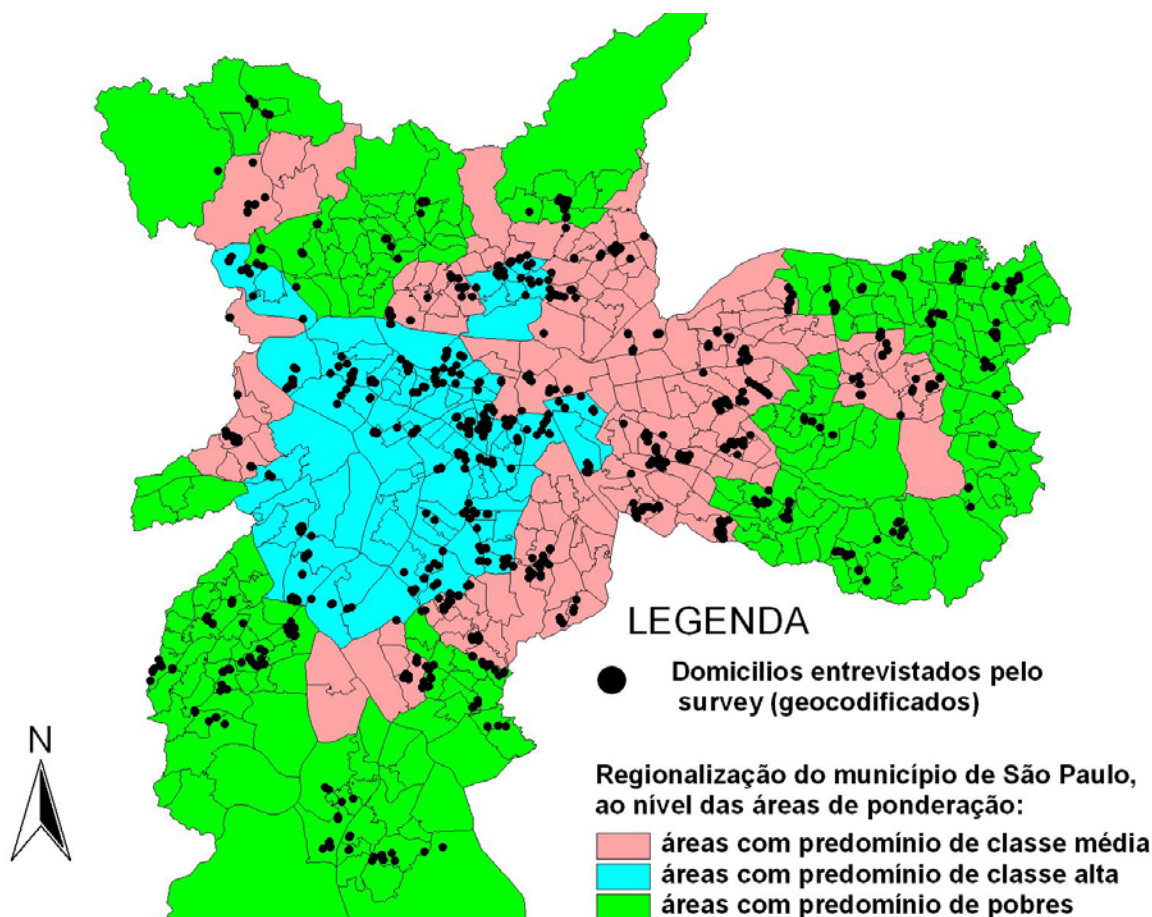 LEGENDA
Domicilios entrevistados pelo
survey (geocodificados)
N
Regionalização do município de São Paulo,
ao nível das áreas de ponderação:
áreas com predomínio de classe média
áreas com predomínio de classe alta
áreas com predomínio de pobres